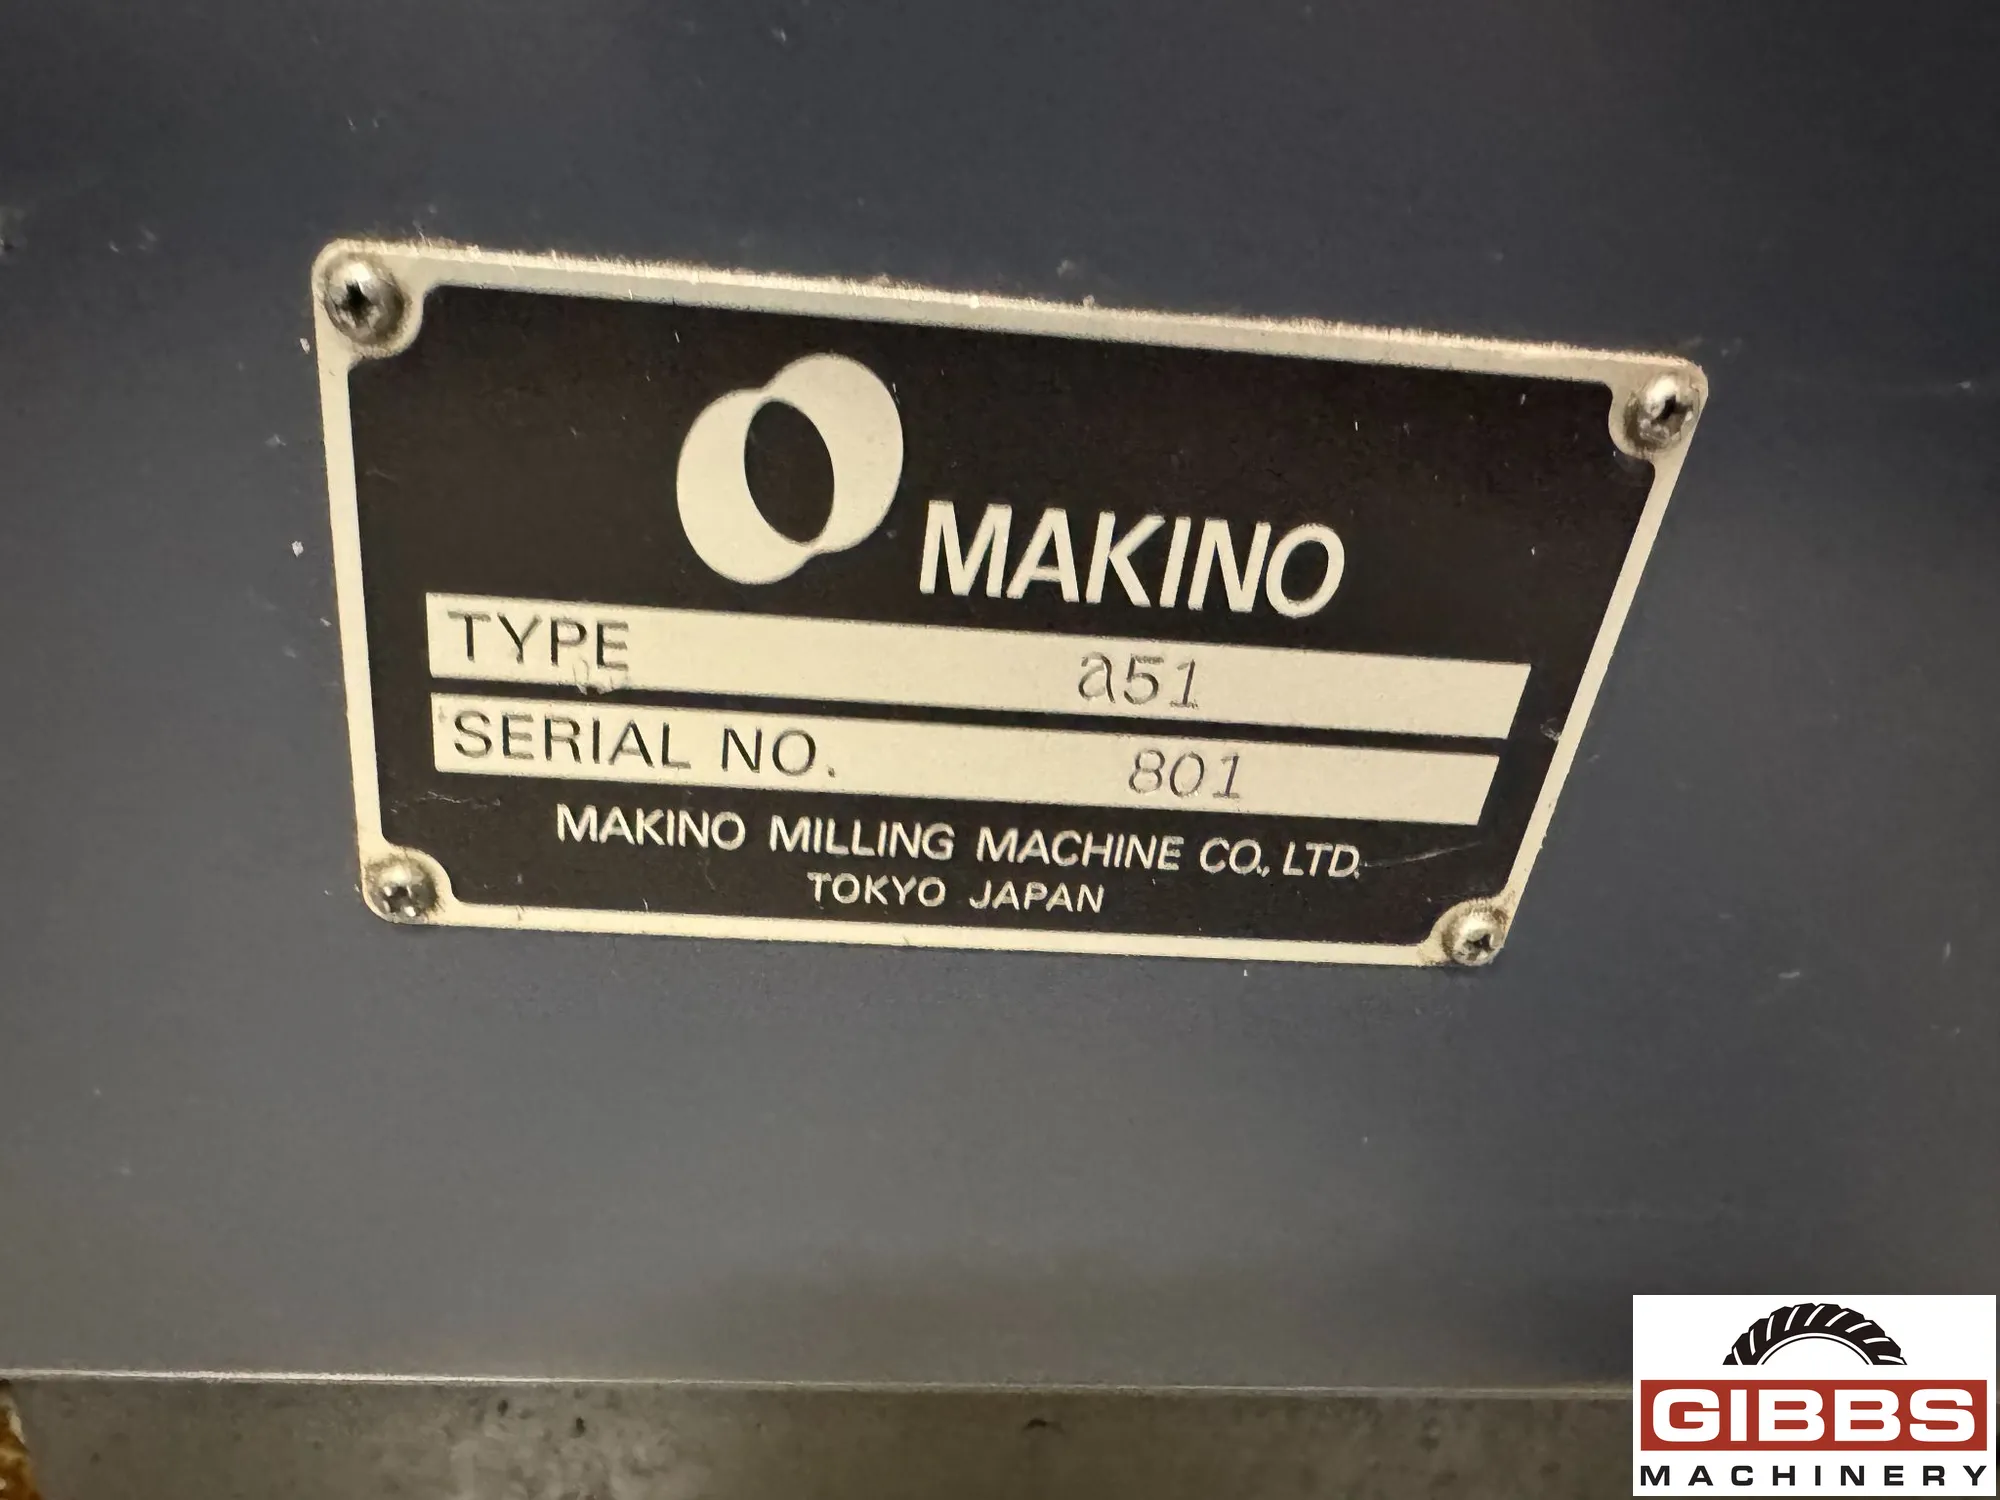 MAKINO
TYPE a51
SERIAL NO. 801
MAKINO MILLING MACHINE CO., LTD.
TOKYO JAPAN
GIBBS
MACHINERY